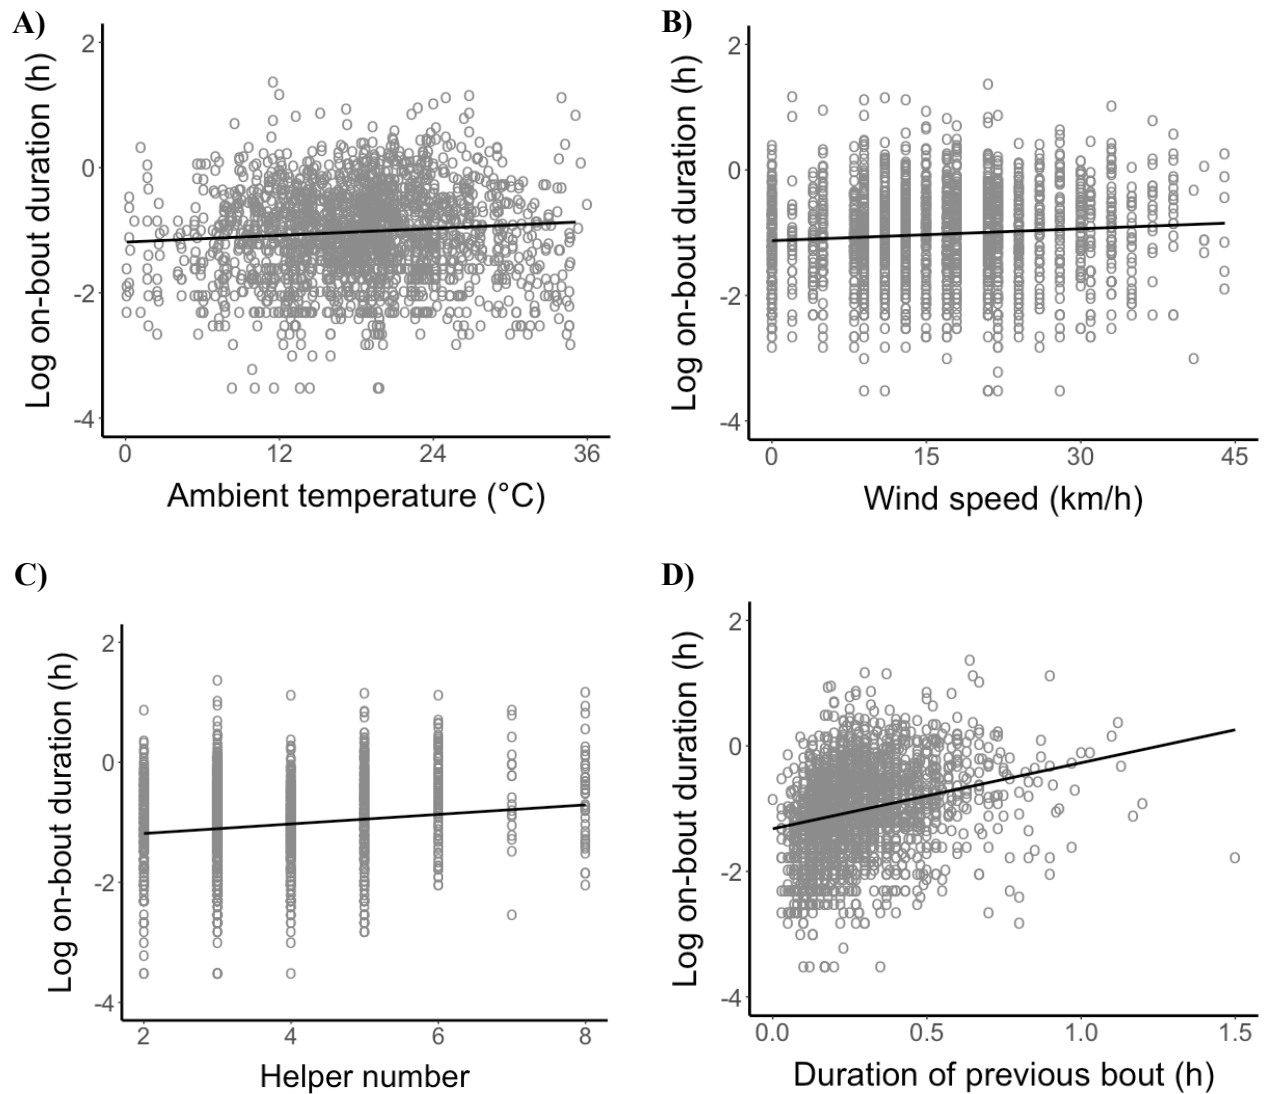 A)
Log on-bout duration (h)
2
0
-2
-4
0 12 24 36
Ambient temperature (°C)
B)
Log on-bout duration (h)
2
0
-2
-4
0 15 30 45
Wind speed (km/h)
C)
Log on-bout duration (h)
2
0
-2
-4
2 4 6 8
Helper number
D)
Log on-bout duration (h)
2
0
-2
-4
0.0 0.5 1.0 1.5
Duration of previous bout (h)